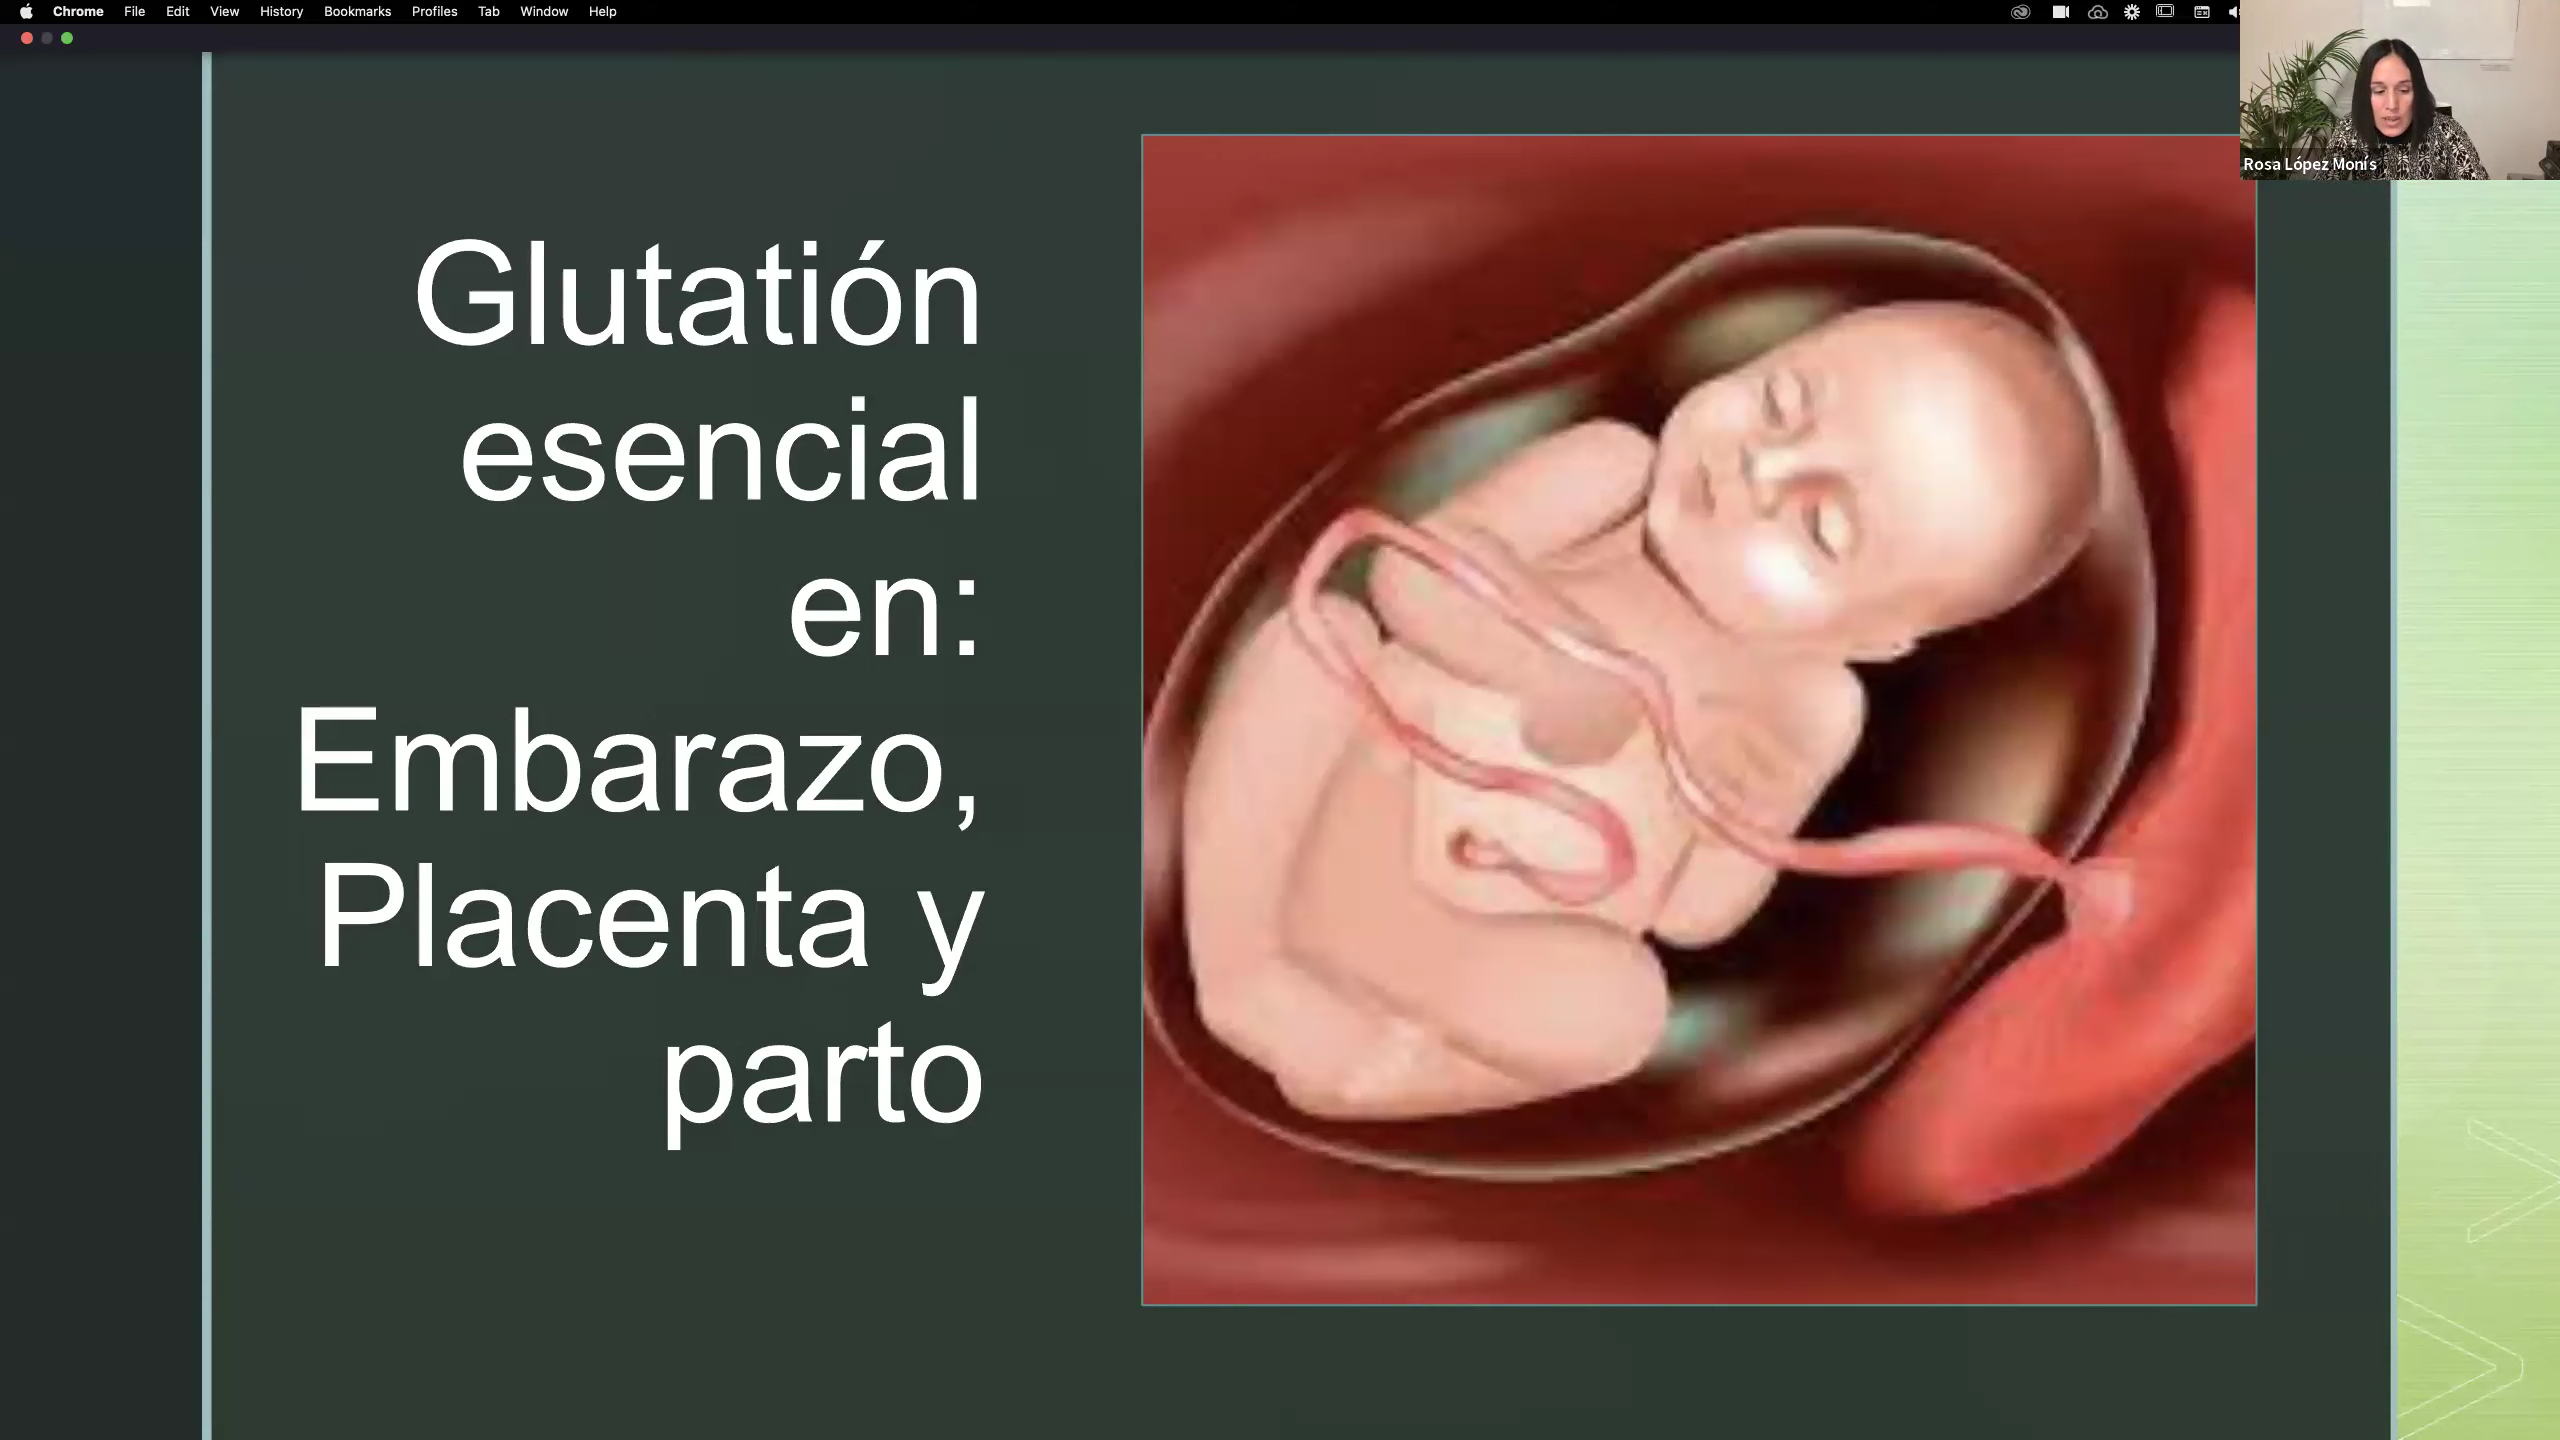 Chrome File Edit View History Bookmarks Profiles Tab Window Help
Rosa López Monís
Glutatión
esencial
en:
Embarazo,
Placenta y
parto